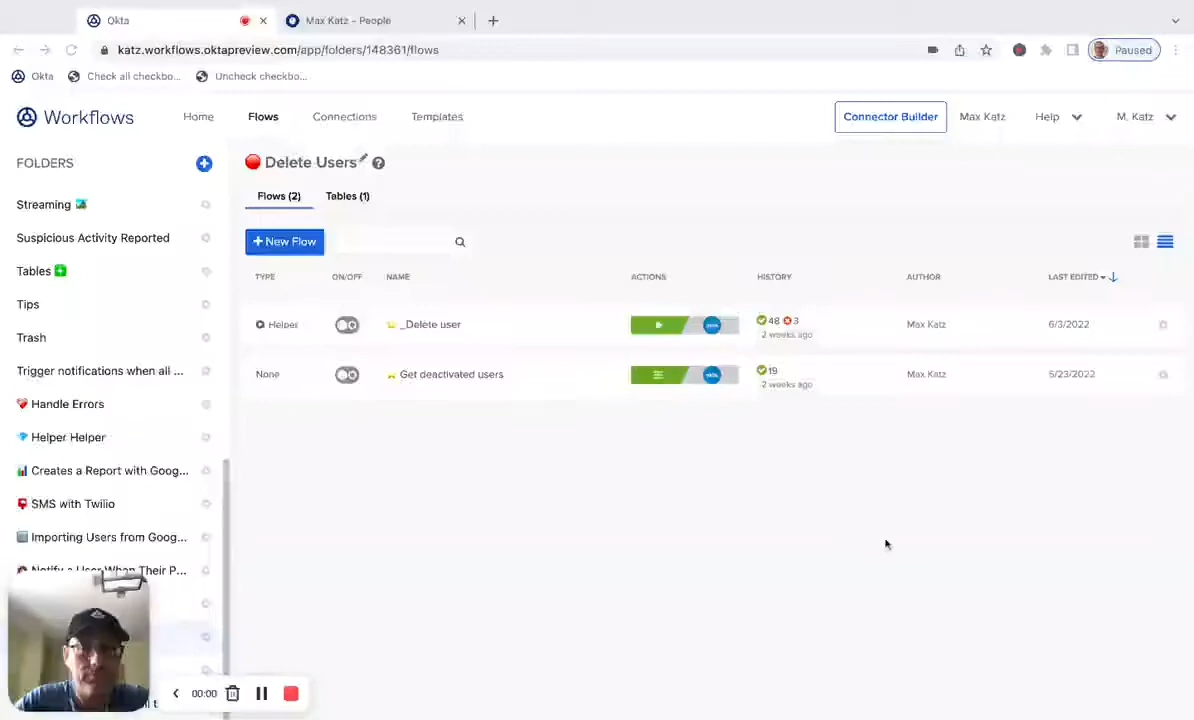 Okta
Max Katz - People
katz.workflows.oktapreview.com/app/folders/148361/flows
Paused
Okta
Check all checkbo...
Uncheck checkbo...
Workflows
Home
Flows
Connections
Templates
Connector Builder
Max Katz
Help
M. Katz
FOLDERS
Delete Users
Streaming
Flows (2)
Tables (1)
Suspicious Activity Reported
+ New Flow
Tables
TYPE
ON/OFF
NAME
ACTIONS
HISTORY
AUTHOR
LAST EDITED
Tips
Helper
_Delete user
48 3
2 weeks ago
Max Katz
6/3/2022
Trash
Trigger notifications when all ...
None
Get deactivated users
19
2 weeks ago
Max Katz
5/23/2022
Handle Errors
Helper Helper
Creates a Report with Goog...
SMS with Twilio
Importing Users from Goog...
Notify a User When Their P...
00:00